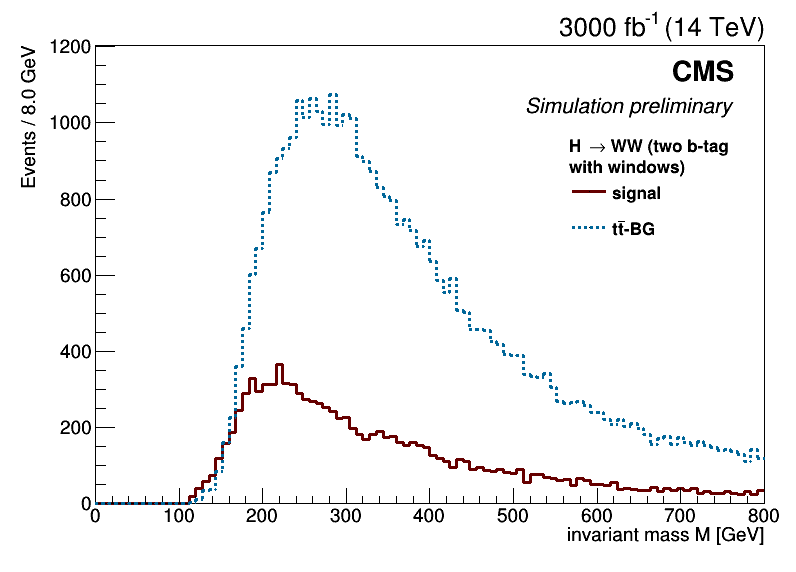 3000 fb⁻¹ (14 TeV)
Events / 8.0 GeV
1200
1000
800
600
400
200
0
CMS
Simulation preliminary
H → WW (two b-tag
with windows)
signal
tt̄-BG
0 100 200 300 400 500 600 700 800
invariant mass M [GeV]